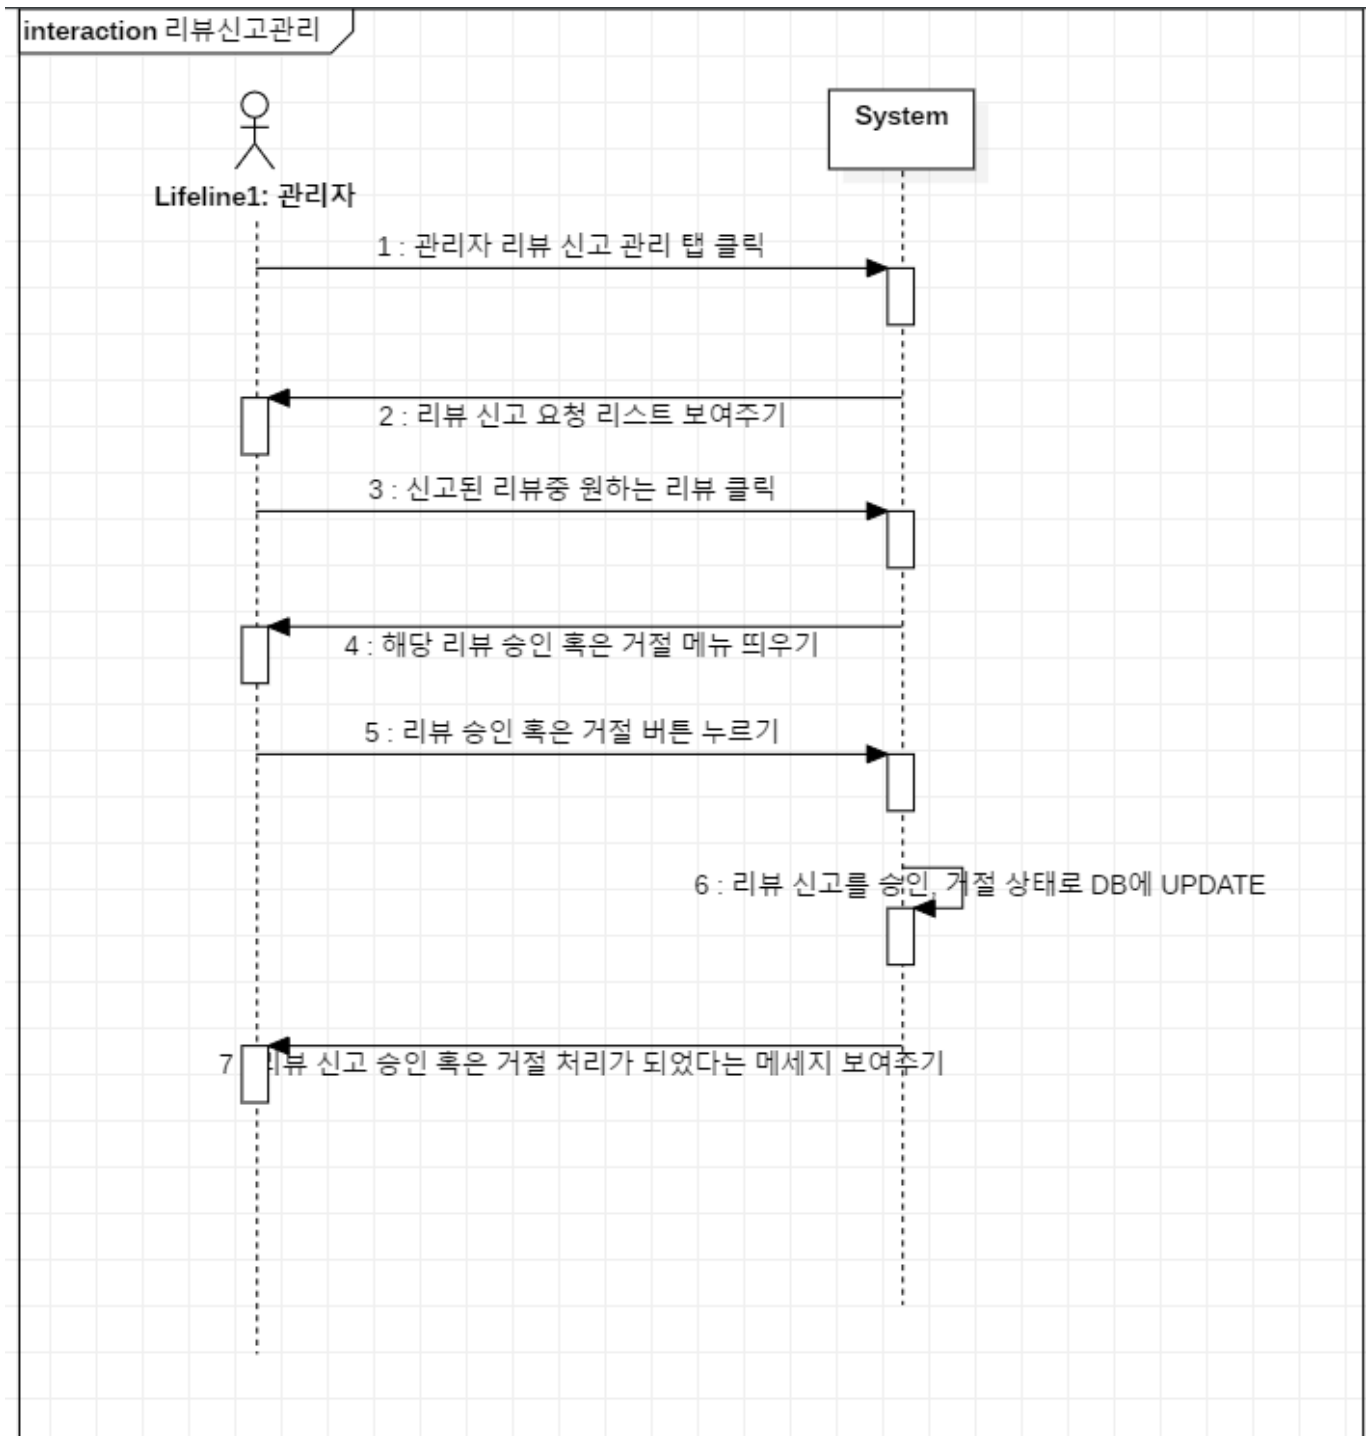 interaction 리뷰신고관리
System
Lifeline1: 관리자
1 : 관리자 리뷰 신고 관리 탭 클릭
2 : 리뷰 신고 요청 리스트 보여주기
3 : 신고된 리뷰중 원하는 리뷰 클릭
4 : 해당 리뷰 승인 혹은 거절 메뉴 띄우기
5 : 리뷰 승인 혹은 거절 버튼 누르기
6 : 리뷰 신고를 승인, 거절 상태로 DB에 UPDATE
7 리뷰 신고 승인 혹은 거절 처리가 되었다는 메세지 보여주기